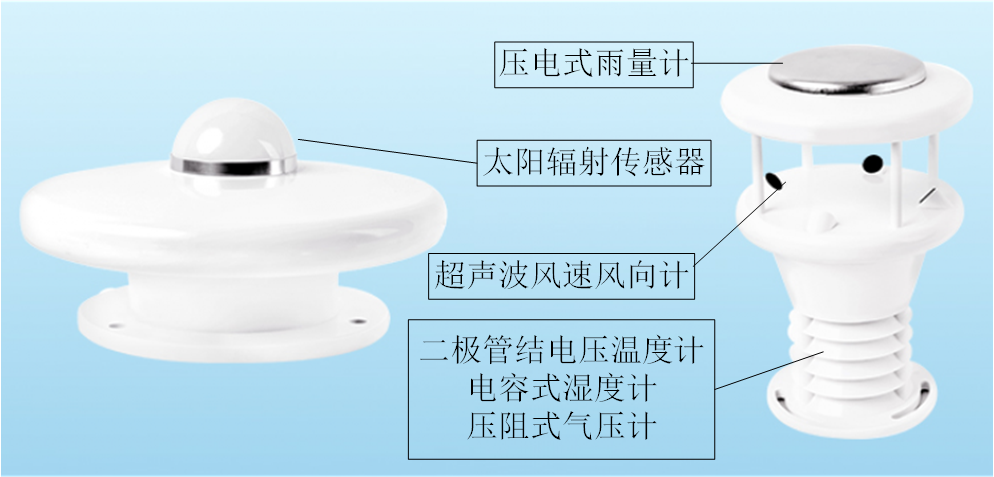 压电式雨量计
太阳辐射传感器
超声波风速风向计
二极管结电压温度计
电容式湿度计
压阻式气压计